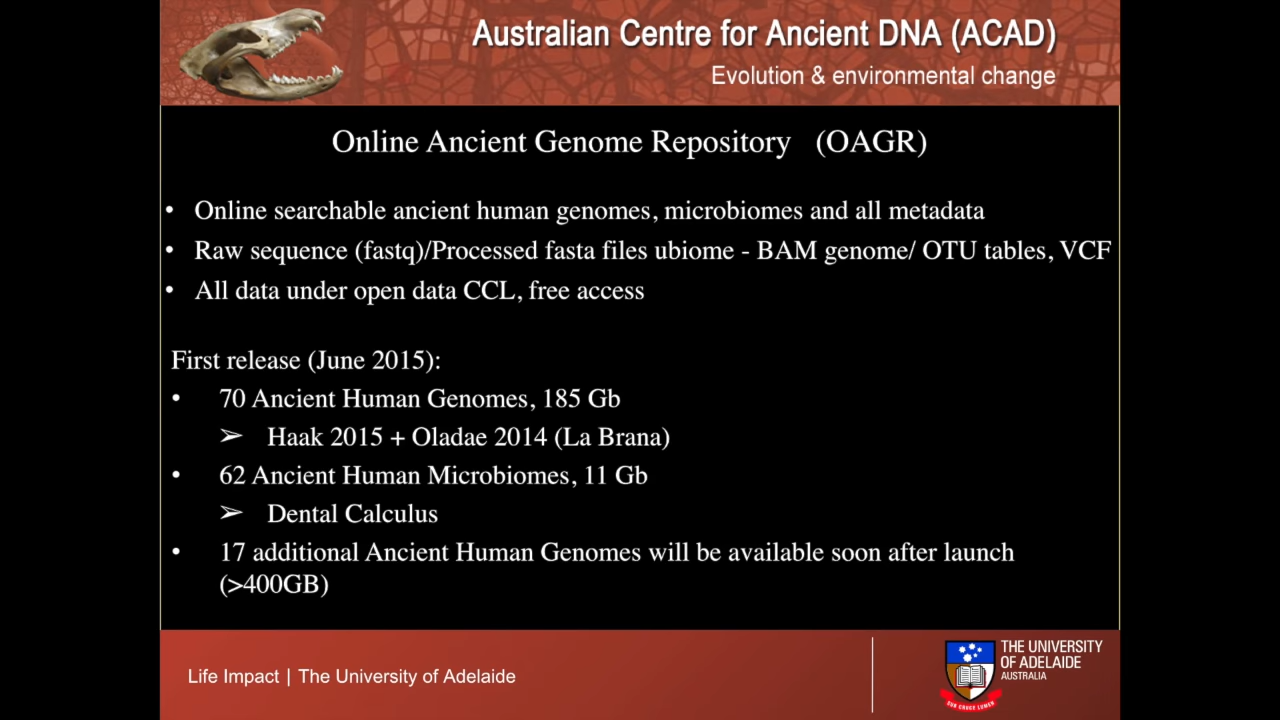 Australian Centre for Ancient DNA (ACAD)
Evolution & environmental change
Online Ancient Genome Repository (OAGR)
• Online searchable ancient human genomes, microbiomes and all metadata
• Raw sequence (fastq)/Processed fasta files ubiome - BAM genome/ OTU tables, VCF
• All data under open data CCL, free access
First release (June 2015):
• 70 Ancient Human Genomes, 185 Gb
➢ Haak 2015 + Oladae 2014 (La Brana)
• 62 Ancient Human Microbiomes, 11 Gb
➢ Dental Calculus
• 17 additional Ancient Human Genomes will be available soon after launch
(>400GB)
Life Impact | The University of Adelaide
THE UNIVERSITY
OF ADELAIDE
AUSTRALIA
SUB CRUCE LUMEN